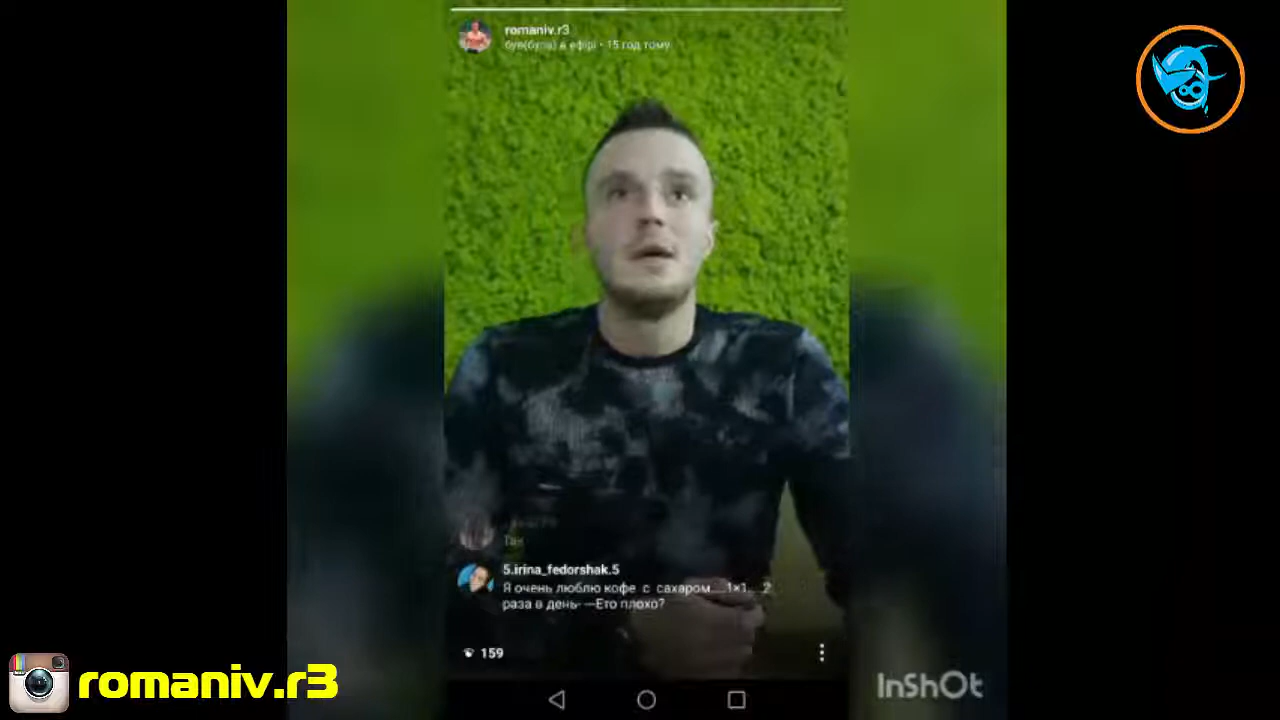 romaniv.r3
був(була) в ефірі • 15 год тому
Так
5.irina_fedorshak.5
Я очень люблю кофе с сахаром....1×1....2
раза в день- —Ето плохо?
159
romaniv.r3
InShOt